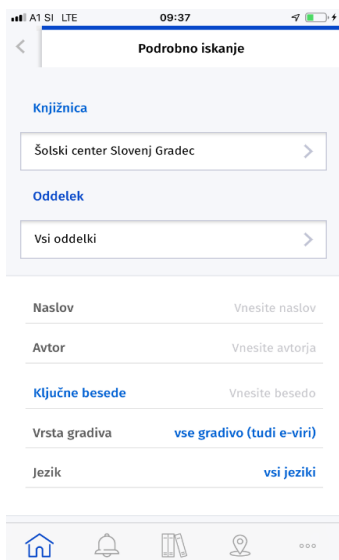 A1 SI LTE 09:37
Podrobno iskanje
Knjižnica
Šolski center Slovenj Gradec
Oddelek
Vsi oddelki
Naslov Vnesite naslov
Avtor Vnesite avtorja
Ključne besede Vnesite besedo
Vrsta gradiva vse gradivo (tudi e-viri)
Jezik vsi jeziki